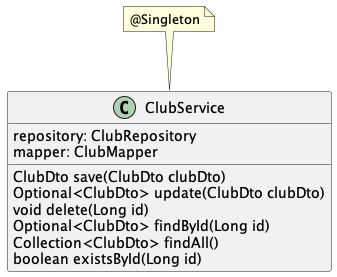 @Singleton
C ClubService
repository: ClubRepository
mapper: ClubMapper
ClubDto save(ClubDto clubDto)
Optional<ClubDto> update(ClubDto clubDto)
void delete(Long id)
Optional<ClubDto> findById(Long id)
Collection<ClubDto> findAll()
boolean existsById(Long id)